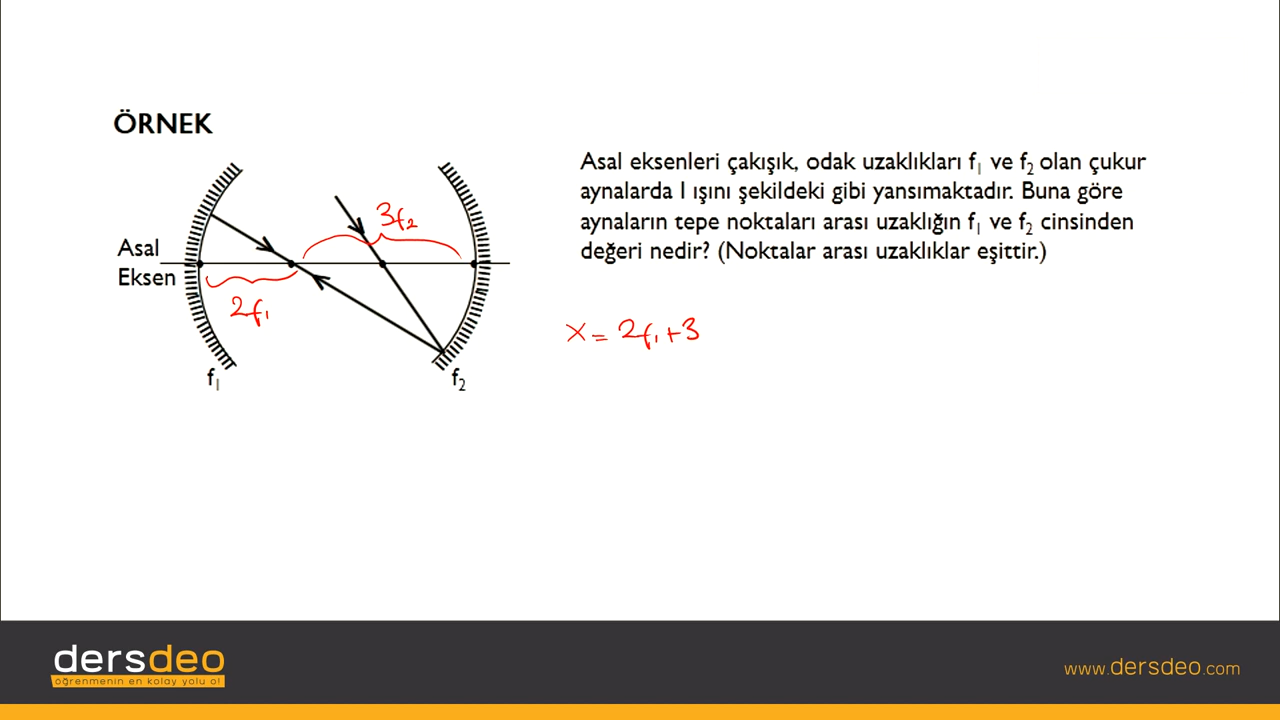 ÖRNEK
Asal eksenleri çakışık, odak uzaklıkları f₁ ve f₂ olan çukur
aynalarda I ışını şekildeki gibi yansımaktadır. Buna göre
aynaların tepe noktaları arası uzaklığın f₁ ve f₂ cinsinden
değeri nedir? (Noktalar arası uzaklıklar eşittir.)
3f₂
Asal
Eksen
2f₁
f₁
f₂
x = 2f₁+3
dersdeo
öğrenmenin en kolay yolu o!
www.dersdeo.com